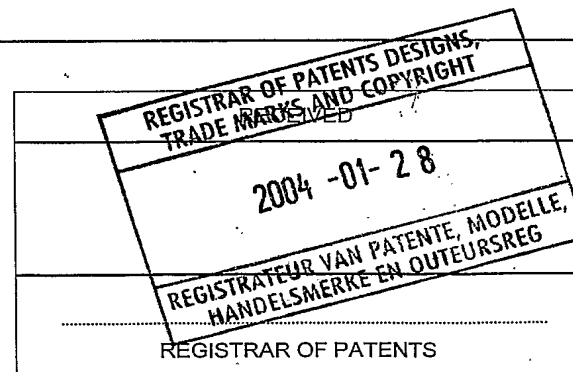 REGISTRAR OF PATENTS DESIGNS,
TRADE MARKS AND COPYRIGHT
RECEIVED
2004 -01- 28
REGISTRATEUR VAN PATENTE, MODELLE,
HANDELSMERKE EN OUTEURSREG
REGISTRAR OF PATENTS